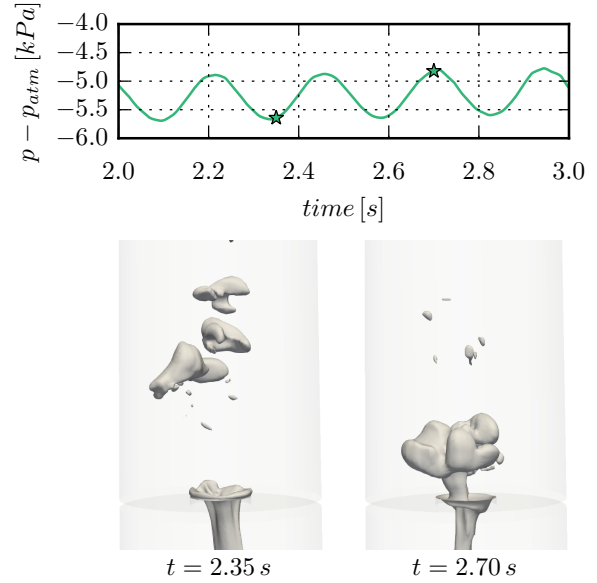 p − p_atm [kPa]
−4.0
−4.5
−5.0
−5.5
−6.0
2.0 2.2 2.4 2.6 2.8 3.0
time [s]
t = 2.35 s t = 2.70 s